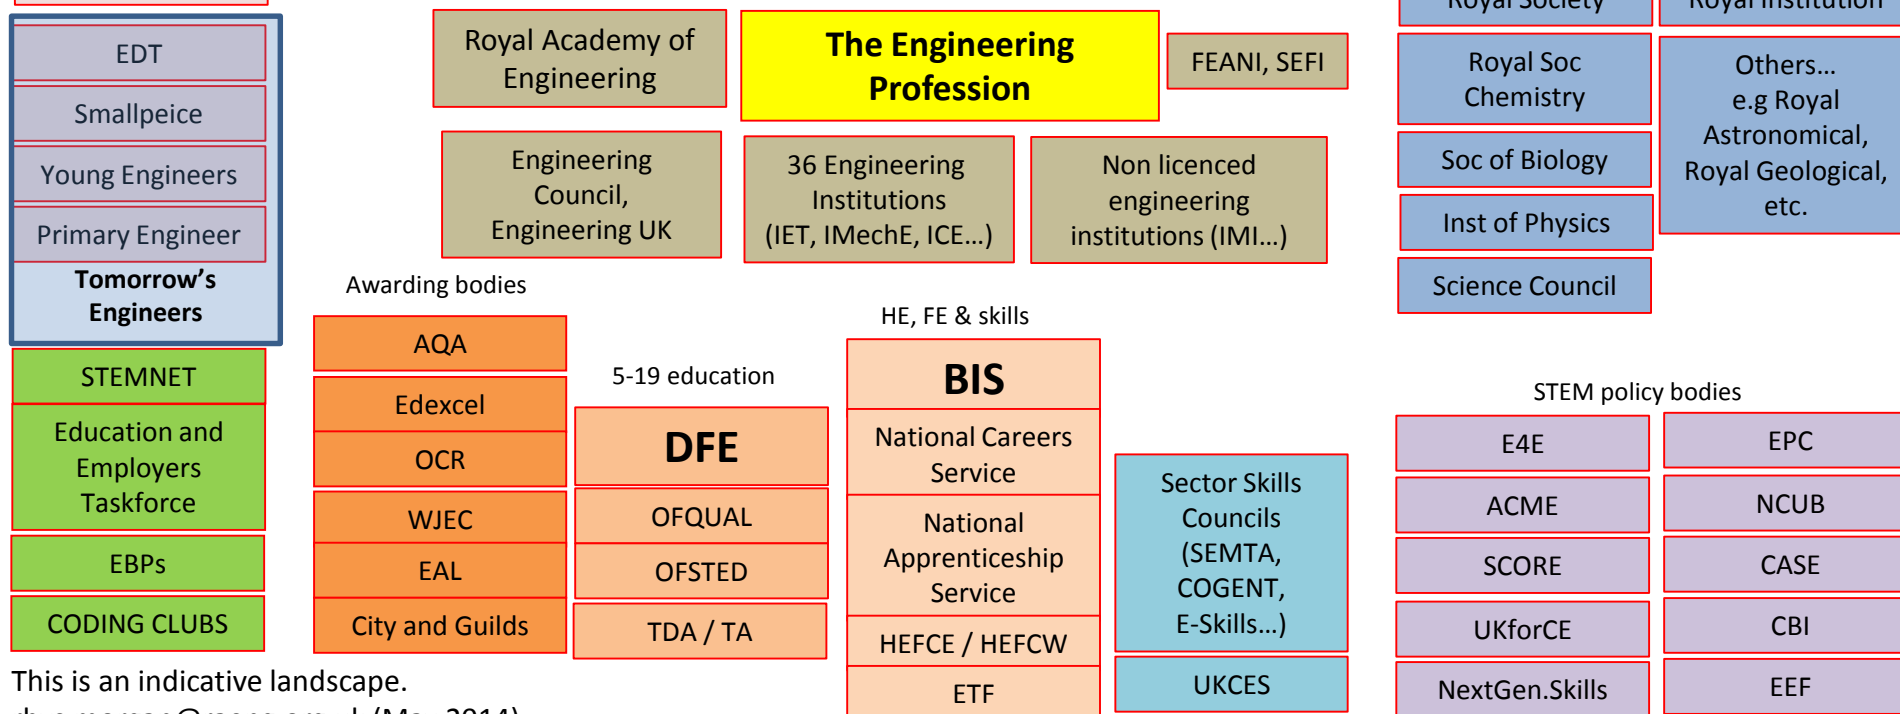 EDT
Smallpeice
Young Engineers
Primary Engineer
Tomorrow's
Engineers
STEMNET
Education and
Employers
Taskforce
EBPs
CODING CLUBS
Royal Academy of
Engineering
The Engineering
Profession
FEANI, SEFI
Engineering
Council,
Engineering UK
36 Engineering
Institutions
(IET, IMechE, ICE...)
Non licenced
engineering
institutions (IMI...)
Royal Society
Royal Institution
Royal Soc
Chemistry
Soc of Biology
Inst of Physics
Science Council
Others...
e.g Royal
Astronomical,
Royal Geological,
etc.
Awarding bodies
AQA
Edexcel
OCR
WJEC
EAL
City and Guilds
5-19 education
DFE
OFQUAL
OFSTED
TDA / TA
HE, FE & skills
BIS
National Careers
Service
National
Apprenticeship
Service
HEFCE / HEFCW
ETF
Sector Skills
Councils
(SEMTA,
COGENT,
E-Skills...)
UKCES
STEM policy bodies
E4E
ACME
SCORE
UKforCE
NextGen.Skills
EPC
NCUB
CASE
CBI
EEF
This is an indicative landscape.
(May 2014)